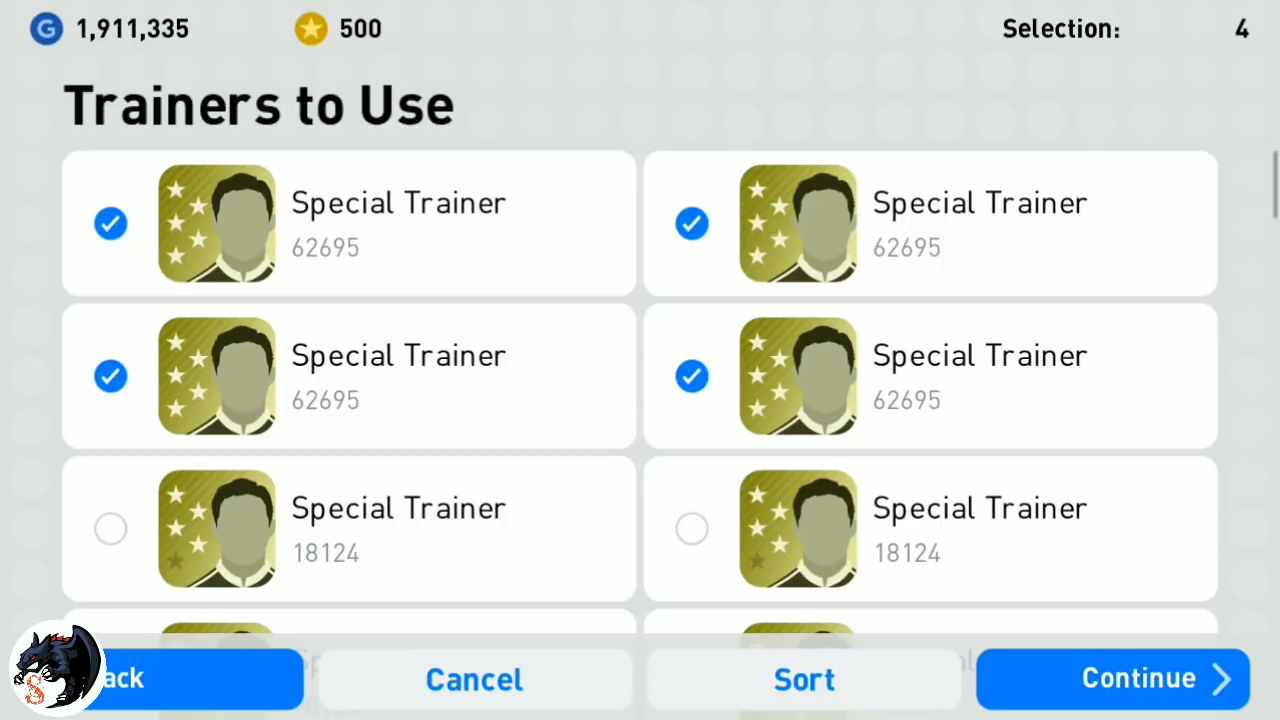 G 1,911,335 500 Selection: 4
Trainers to Use
Special Trainer Special Trainer
62695 62695
Special Trainer Special Trainer
62695 62695
Special Trainer Special Trainer
18124 18124
ack Cancel Sort Continue
S